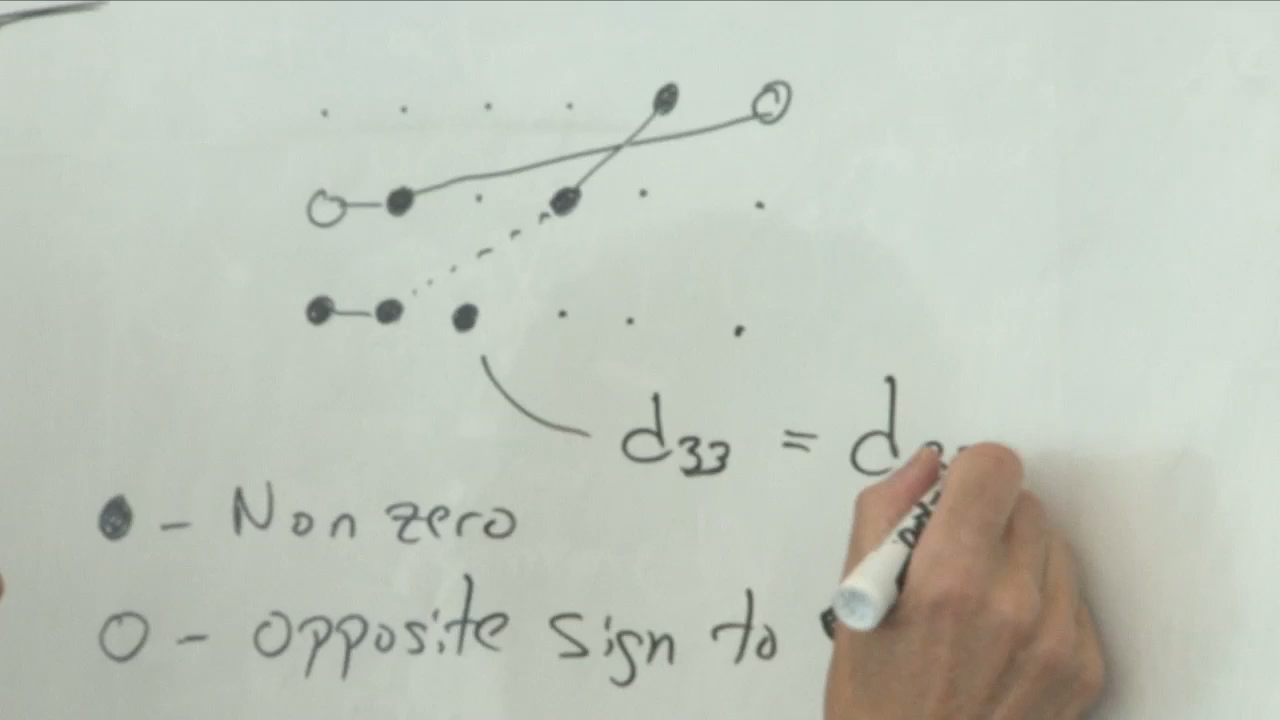 d33 = d
● - Non zero
○ - opposite sign to